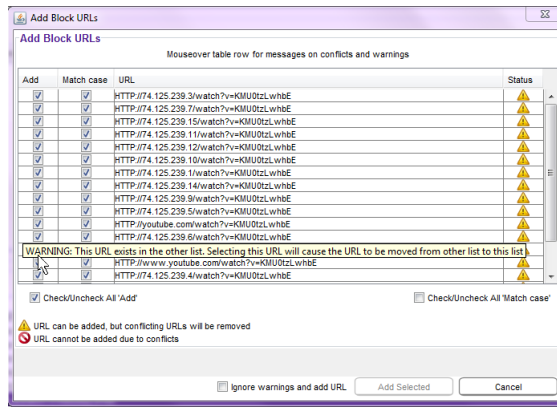 Add Block URLs
Add Block URLs
Mouseover table row for messages on conflicts and warnings
Add Match case URL Status
HTTP://74.125.239.3/watch?v=KMU0tzLwhbE
HTTP://74.125.239.7/watch?v=KMU0tzLwhbE
HTTP://74.125.239.15/watch?v=KMU0tzLwhbE
HTTP://74.125.239.11/watch?v=KMU0tzLwhbE
HTTP://74.125.239.12/watch?v=KMU0tzLwhbE
HTTP://74.125.239.10/watch?v=KMU0tzLwhbE
HTTP://74.125.239.1/watch?v=KMU0tzLwhbE
HTTP://74.125.239.14/watch?v=KMU0tzLwhbE
HTTP://74.125.239.9/watch?v=KMU0tzLwhbE
HTTP://74.125.239.5/watch?v=KMU0tzLwhbE
HTTP://youtube.com/watch?v=KMU0tzLwhbE
HTTP://74.125.239.6/watch?v=KMU0tzLwhbE
WARNING: This URL exists in the other list. Selecting this URL will cause the URL to be moved from other list to this list
HTTP://www.youtube.com/watch?v=KMU0tzLwhbE
HTTP://74.125.239.4/watch?v=KMU0tzLwhbE
Check/Uncheck All 'Add' Check/Uncheck All 'Match case'
URL can be added, but conflicting URLs will be removed
URL cannot be added due to conflicts
Ignore warnings and add URL Add Selected Cancel